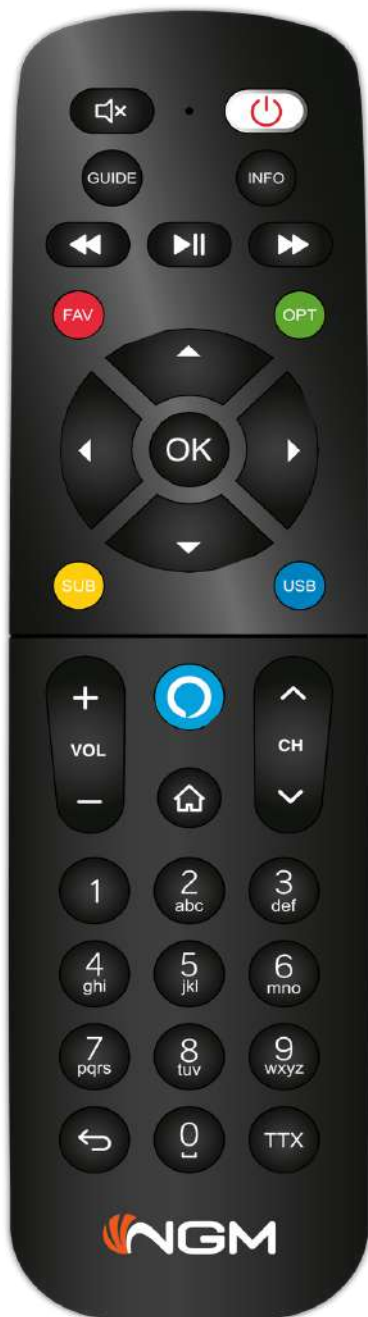 GUIDE INFO
FAV OPT
OK
SUB USB
+
VOL CH
−
1 2 3
abc def
4 5 6
ghi jkl mno
7 8 9
pqrs tuv wxyz
0 TTX
NGM